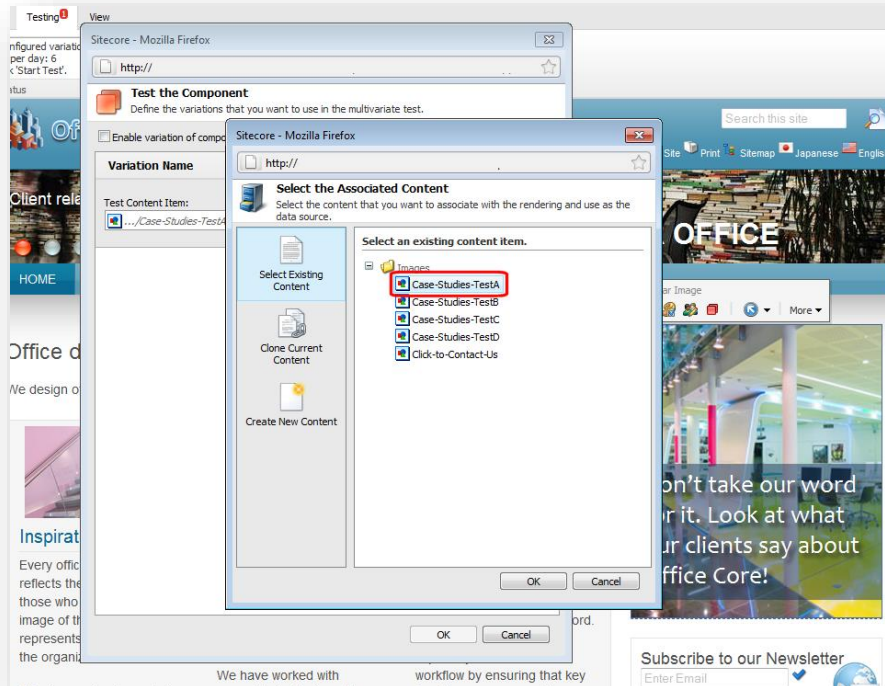 Testing 1 View
nfigured variatio
per day: 6
k 'Start Test'.
atus
Sitecore - Mozilla Firefox
http://
Test the Component
Define the variations that you want to use in the multivariate test.
Enable variation of compo
Variation Name
Test Content Item:
.../Case-Studies-TestA
OK Cancel
Sitecore - Mozilla Firefox
http://
Select the Associated Content
Select the content that you want to associate with the rendering and use as the
data source.
Select Existing
Content
Clone Current
Content
Create New Content
Select an existing content item.
Images
Case-Studies-TestA
Case-Studies-TestB
Case-Studies-TestC
Case-Studies-TestD
Click-to-Contact-Us
OK Cancel
Off
Search this site
Site Print Sitemap Japanese Englis
Client rela
OFFICE
HOME
ar Image
More
Office d
We design o
Inspirat
Every offic
reflects the
those who
image of th
represents
the organiz
ord.
We have worked with
workflow by ensuring that key
on't take our word
or it. Look at what
ur clients say about
ffice Core!
Subscribe to our Newsletter
Enter Email